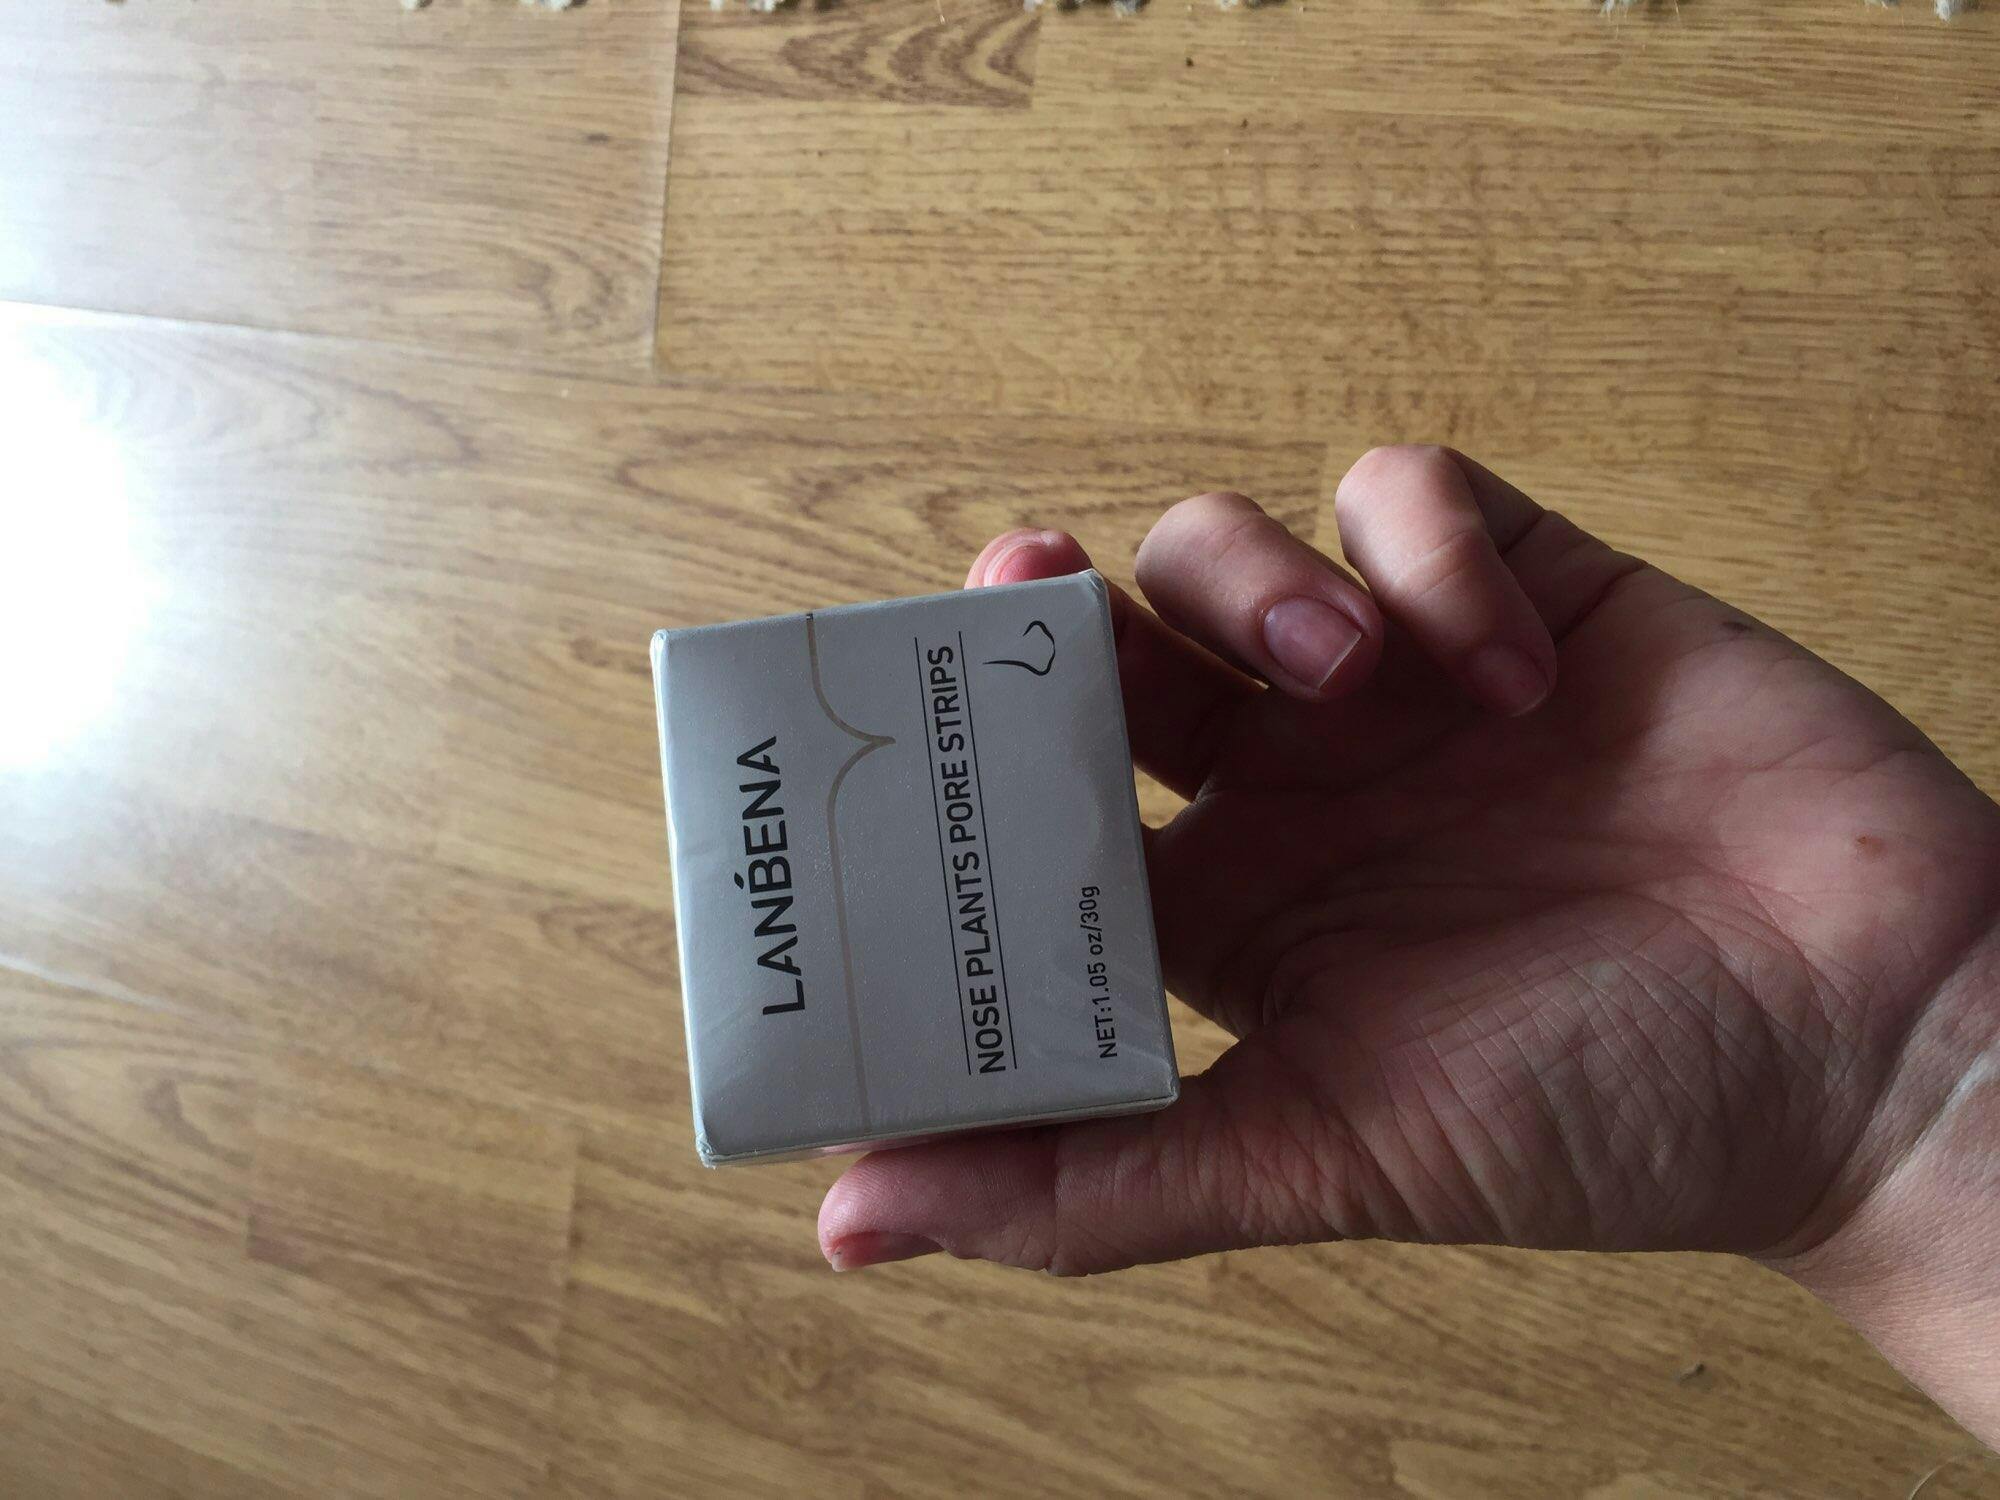 LANBENA
NOSE PLANTS PORE STRIPS
NET:1.05 oz/30g